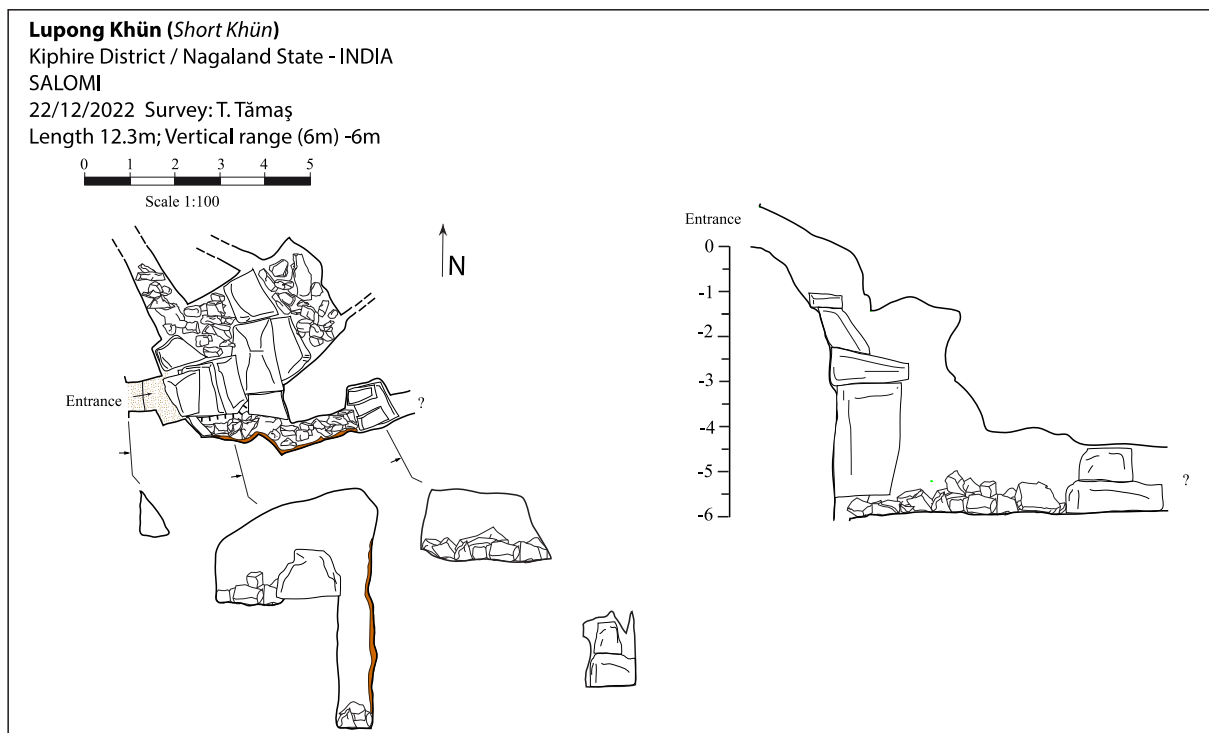 Lupong Khün (Short Khün)
Kiphire District / Nagaland State - INDIA
SALOMI
22/12/2022 Survey: T. Tămaş
Length 12.3m; Vertical range (6m) -6m
0 1 2 3 4 5
Scale 1:100
N
Entrance
?
Entrance
0
-1
-2
-3
-4
-5
-6
?